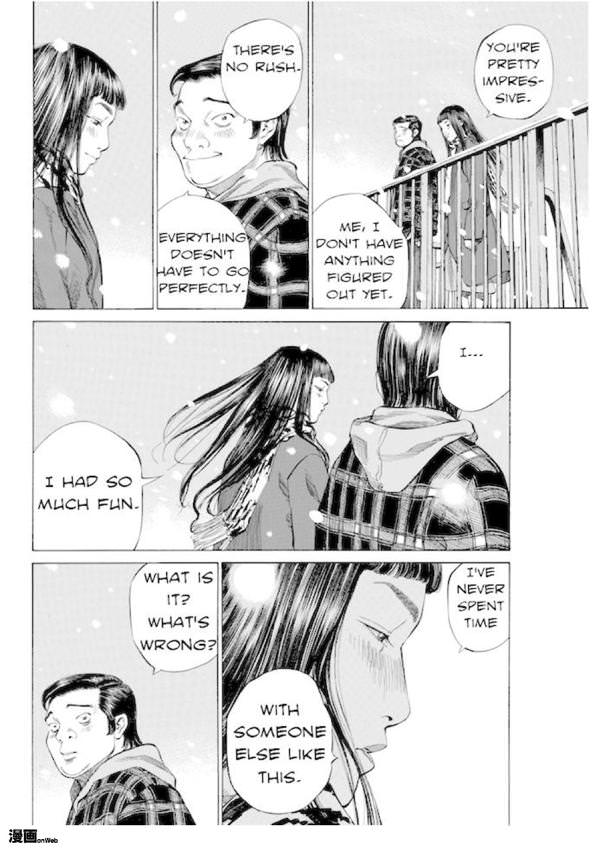 YOU'RE
PRETTY
IMPRES-
SIVE.
ME, I
DON'T HAVE
ANYTHING
FIGURED
OUT YET.
THERE'S
NO RUSH.
EVERYTHING
DOESN'T
HAVE TO GO
PERFECTLY.
I...
I HAD SO
MUCH FUN.
I'VE
NEVER
SPENT
TIME
WITH
SOMEONE
ELSE LIKE
THIS.
WHAT IS
IT?
WHAT'S
WRONG?
漫画onWeb